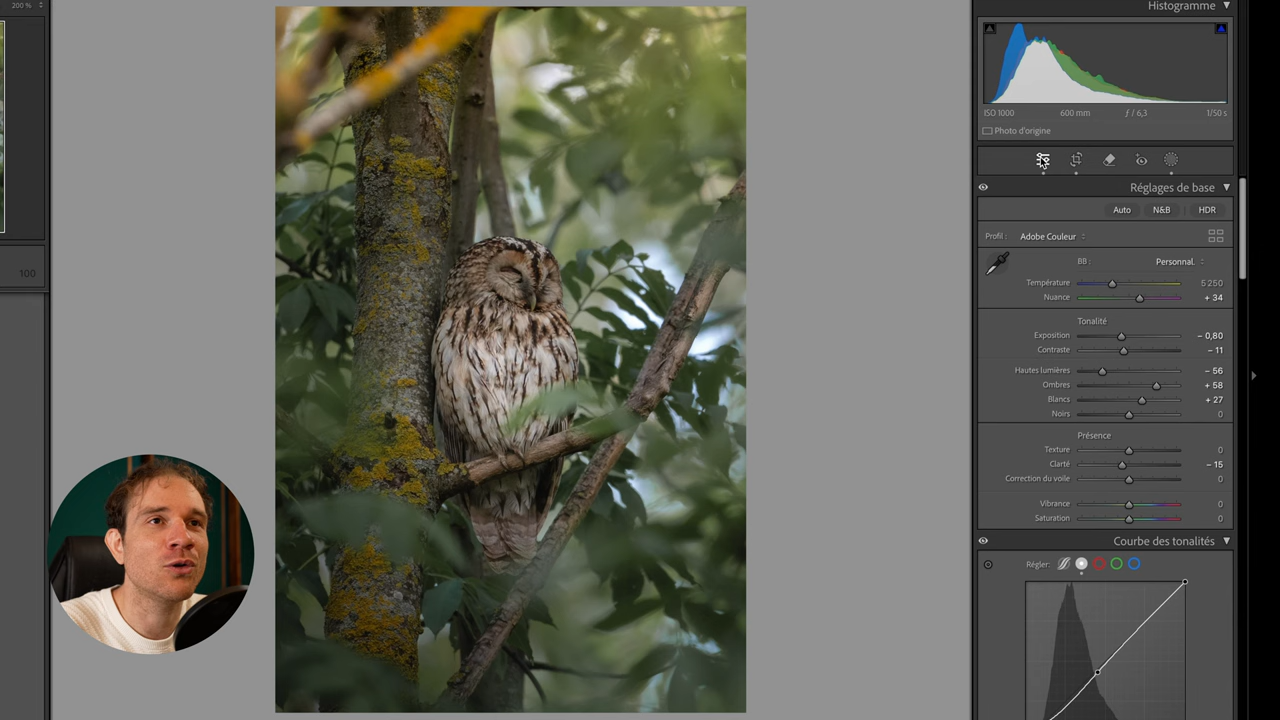 200 %
100
Histogramme
ISO 1000 600 mm ƒ / 6,3 1/50 s
Photo d'origine
Réglages de base
Auto N&B HDR
Profil : Adobe Couleur
BB : Personnal.
Température 5 250
Nuance + 34
Tonalité
Exposition − 0,80
Contraste − 11
Hautes lumières − 56
Ombres + 58
Blancs + 27
Noirs 0
Présence
Texture 0
Clarté − 15
Correction du voile 0
Vibrance 0
Saturation 0
Courbe des tonalités
Régler :